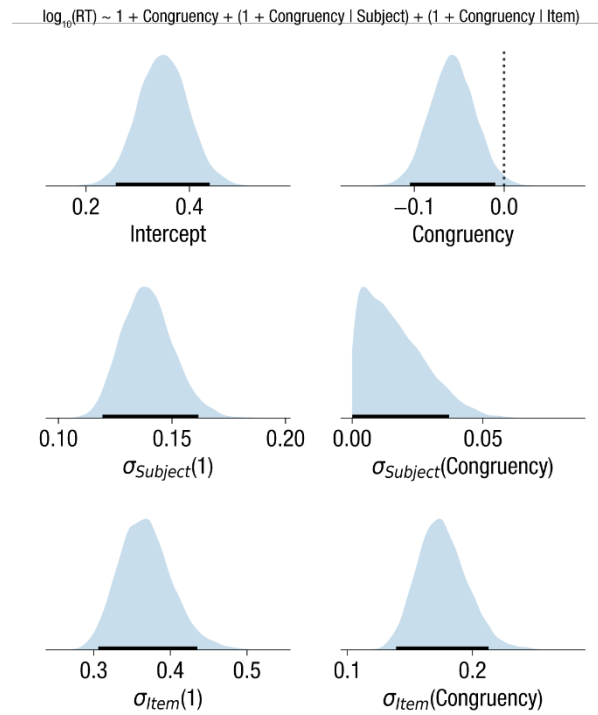 log₁₀(RT) ~ 1 + Congruency + (1 + Congruency | Subject) + (1 + Congruency | Item)
0.2 0.4
Intercept
−0.1 0.0
Congruency
0.10 0.15 0.20
σSubject(1)
0.00 0.05
σSubject(Congruency)
0.3 0.4 0.5
σItem(1)
0.1 0.2
σItem(Congruency)